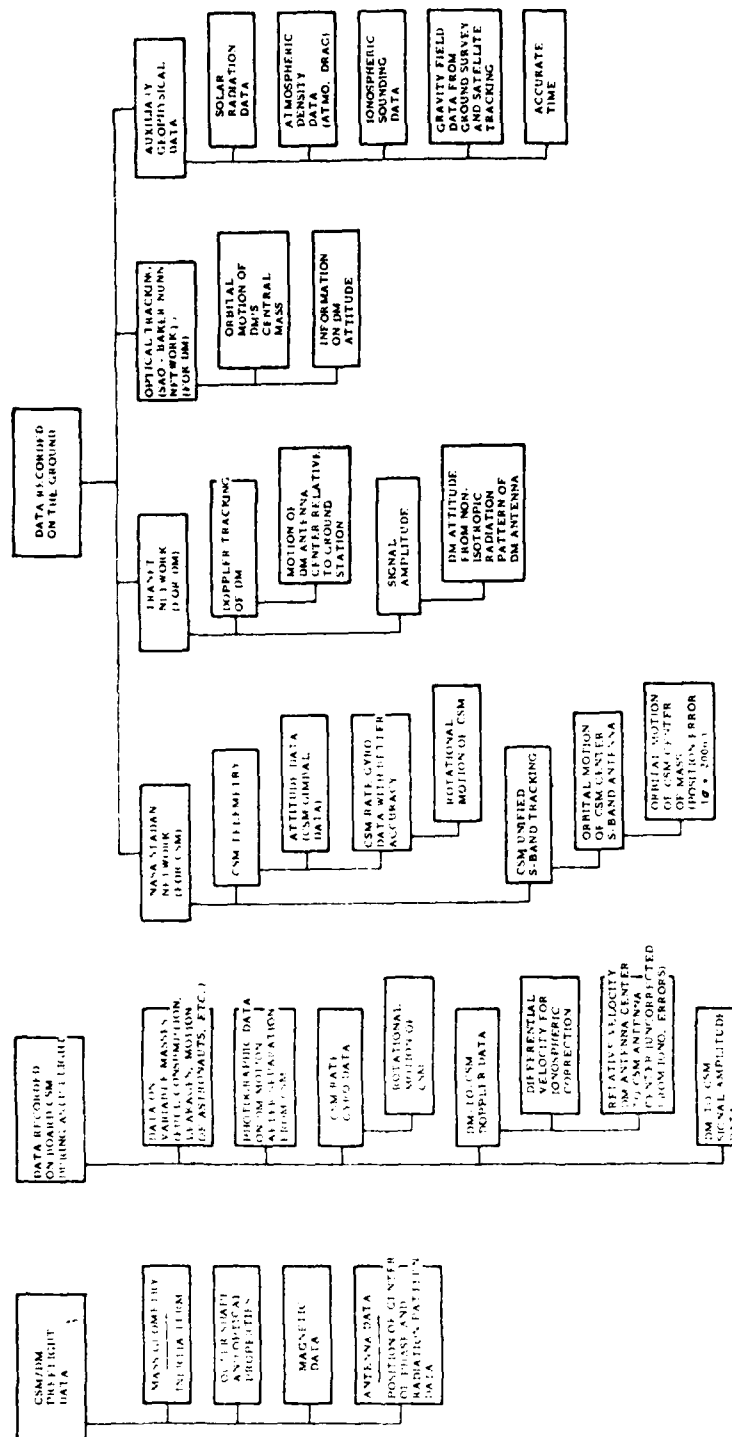 CSM/DM
PREFLIGHT
DATA
MASS GEOMETRY
INERTIA TERM
OUTER SHAPE
AND OPTICAL
PROPERTIES
MAGNETIC
DATA
ANTENNA DATA
POSITION OF CENTER
OF PHASE AND
RADIATION PATTERN
DATA
DATA RECORDED
ON BOARD CSM
DURING ASTP FLIGHT
DATA ON
VARIABLE MASSES
(FUEL CONSUMPTION,
LEAKAGES, MOTION
OF ASTRONAUTS, ETC.)
PHOTOGRAPHIC DATA
ON DM MOTION
AFTER SEPARATION
FROM CSM
CSM RATE
GYRO DATA
ROTATIONAL
MOTION OF
CSM
DM-TO-CSM
DOPPLER DATA
DIFFERENTIAL
VELOCITY FOR
IONOSPHERIC
CORRECTION
RELATIVE VELOCITY
DM ANTENNA CENTER
TO CSM ANTENNA
CENTER (UNCORRECTED
FROM IONO. ERRORS)
DM TO CSM
SIGNAL AMPLITUDE
DATA
DATA RECORDED
ON THE GROUND
NASA STADAN
NETWORK
(FOR CSM)
CSM TELEMETRY
ATTITUDE DATA
(CSM GIMBAL
DATA)
CSM RATE GYRO
DATA WITH BETTER
ACCURACY
ROTATIONAL
MOTION OF CSM
CSM UNIFIED
S-BAND TRACKING
ORBITAL MOTION
OF CSM CENTER
S-BAND ANTENNA
ORBITAL MOTION
OF CSM CENTER
OF MASS
(POSITION ERROR
1σ = 200m)
TRANET
NETWORK
(FOR DM)
DOPPLER TRACKING
OF DM
MOTION OF
DM ANTENNA
CENTER RELATIVE
TO GROUND
STATION
SIGNAL
AMPLITUDE
DM ATTITUDE
FROM NON-
ISOTROPIC
RADIATION
PATTERN OF
DM ANTENNA
OPTICAL TRACKING,
(SAO - BAKER NUNN
NETWORK)
(FOR DM)
ORBITAL
MOTION OF
DM'S
CENTRAL
MASS
INFORMATION
ON DM
ATTITUDE
AUXILIARY
GEOPHYSICAL
DATA
SOLAR
RADIATION
DATA
ATMOSPHERIC
DENSITY
DATA
(ATMO. DRAG)
IONOSPHERIC
SOUNDING
DATA
GRAVITY FIELD
DATA FROM
GROUND SURVEY
AND SATELLITE
TRACKING
ACCURATE
TIME